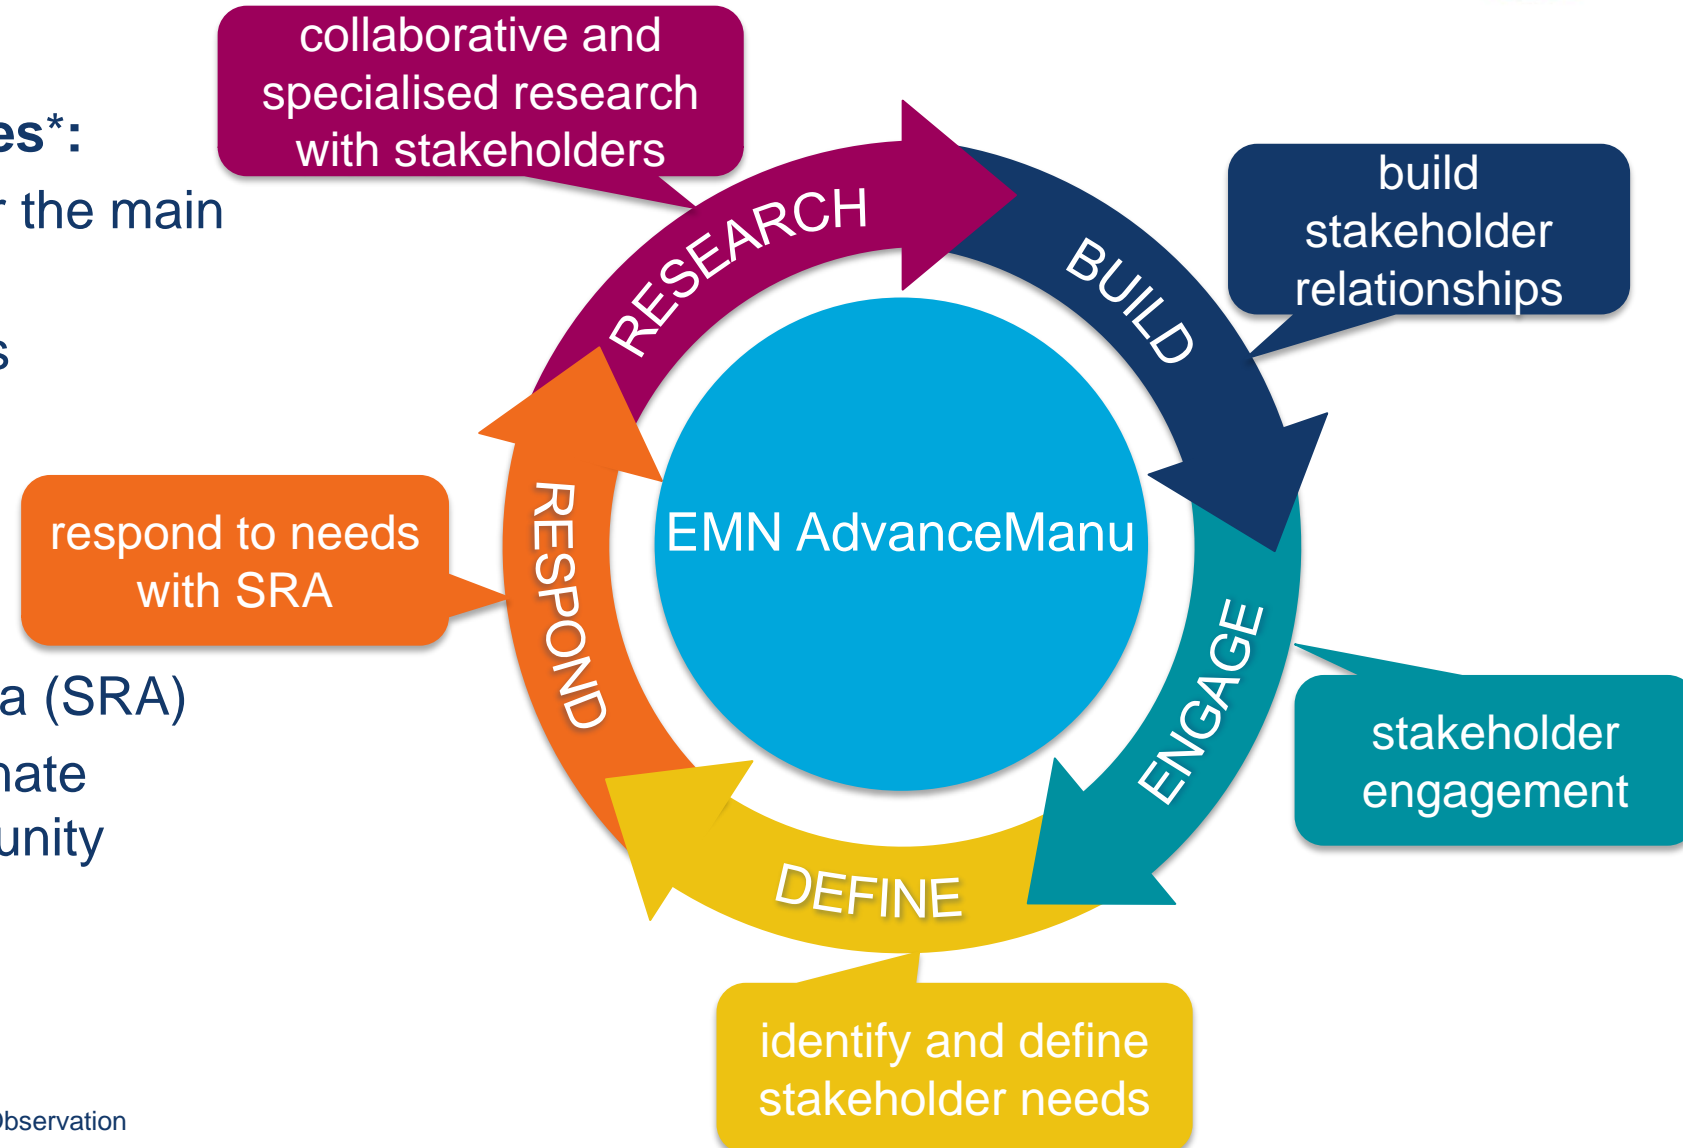 es*:
r the main
s
a (SRA)
nate
unity
Observation
collaborative and
specialised research
with stakeholders
build
stakeholder
relationships
stakeholder
engagement
identify and define
stakeholder needs
respond to needs
with SRA
RESEARCH
BUILD
ENGAGE
DEFINE
RESPOND
EMN AdvanceManu